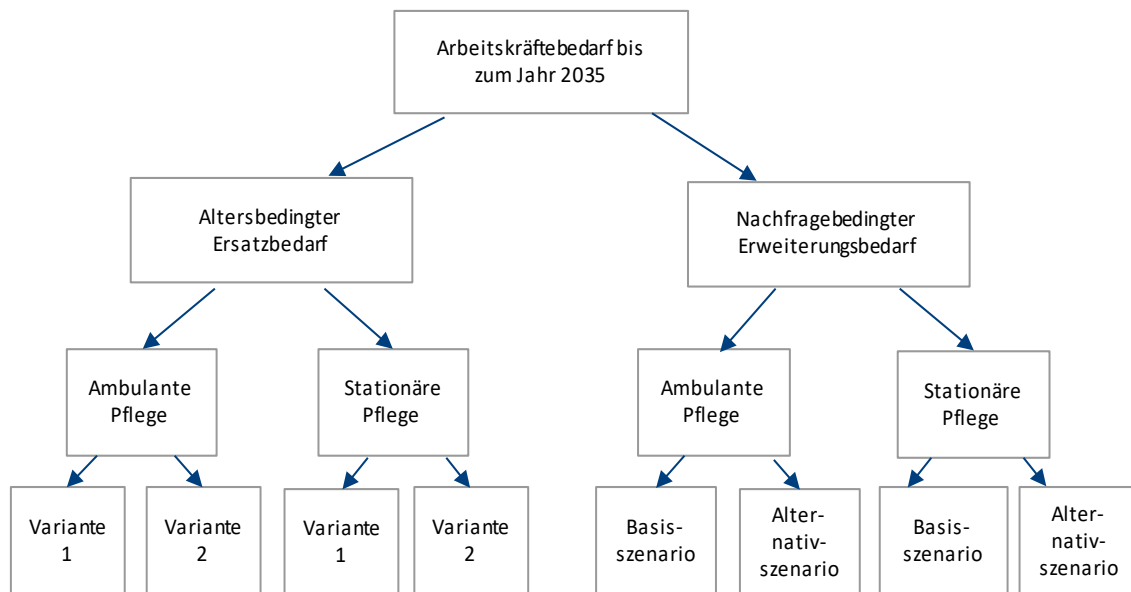 Arbeitskräftebedarf bis
zum Jahr 2035
Altersbedingter
Ersatzbedarf
Nachfragebedingter
Erweiterungsbedarf
Ambulante
Pflege
Stationäre
Pflege
Ambulante
Pflege
Stationäre
Pflege
Variante
1
Variante
2
Variante
1
Variante
2
Basis-
szenario
Alter-
nativ-
szenario
Basis-
szenario
Alter-
nativ-
szenario